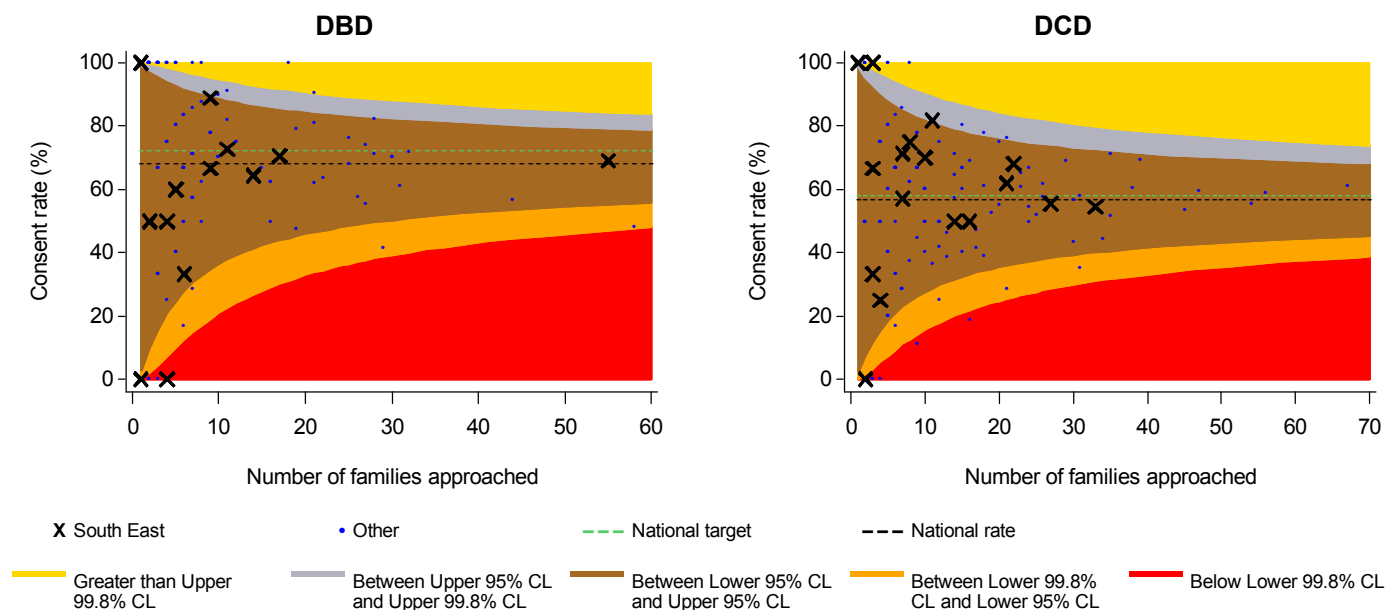 DBD
DCD
100
80
60
40
20
0
Consent rate (%)
0 10 20 30 40 50 60
Number of families approached
100
80
60
40
20
0
Consent rate (%)
0 10 20 30 40 50 60 70
Number of families approached
X South East
Other
National target
National rate
Greater than Upper
99.8% CL
Between Upper 95% CL
and Upper 99.8% CL
Between Lower 95% CL
and Upper 95% CL
Between Lower 99.8%
CL and Lower 95% CL
Below Lower 99.8% CL